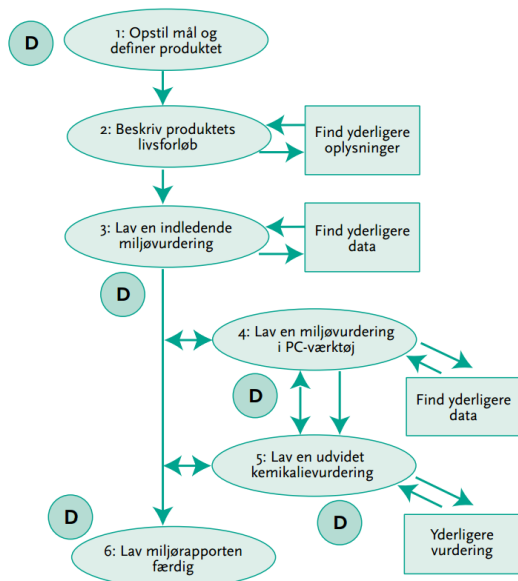 D
1: Opstil mål og
definer produktet
2: Beskriv produktets
livsforløb
Find yderligere
oplysninger
3: Lav en indledende
miljøvurdering
Find yderligere
data
D
4: Lav en miljøvurdering
i PC-værktøj
Find yderligere
data
D
5: Lav en udvidet
kemikalievurdering
D
Yderligere
vurdering
D
6: Lav miljørapporten
færdig